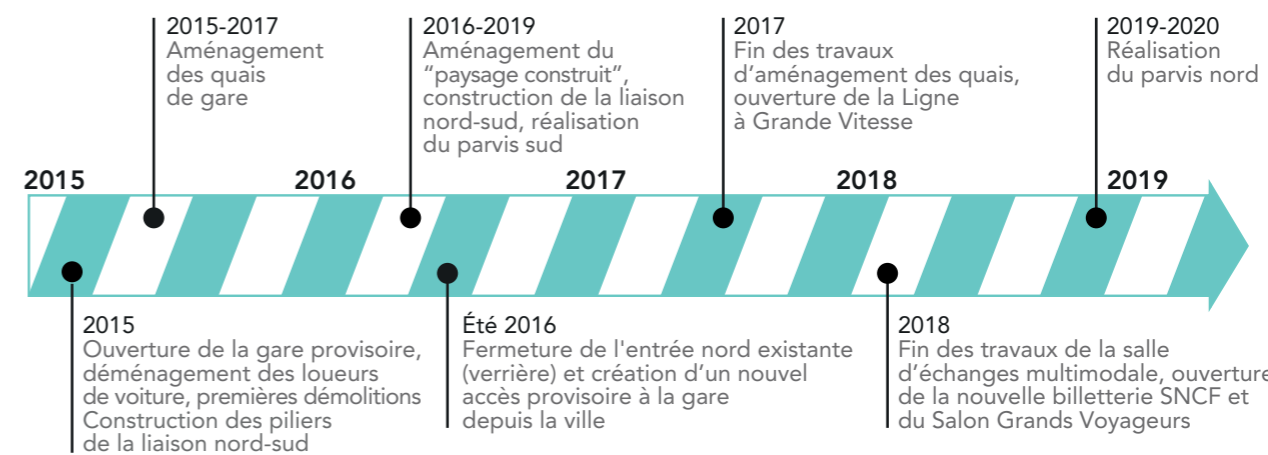 2015-2017
Aménagement
des quais
de gare
2016-2019
Aménagement du
“paysage construit”,
construction de la liaison
nord-sud, réalisation
du parvis sud
2017
Fin des travaux
d’aménagement des quais,
ouverture de la Ligne
à Grande Vitesse
2019-2020
Réalisation
du parvis nord
2015
2016
2017
2018
2019
2015
Ouverture de la gare provisoire,
déménagement des loueurs
de voiture, premières démolitions
Construction des piliers
de la liaison nord-sud
Été 2016
Fermeture de l'entrée nord existante
(verrière) et création d’un nouvel
accès provisoire à la gare
depuis la ville
2018
Fin des travaux de la salle
d’échanges multimodale, ouverture
de la nouvelle billetterie SNCF et
du Salon Grands Voyageurs